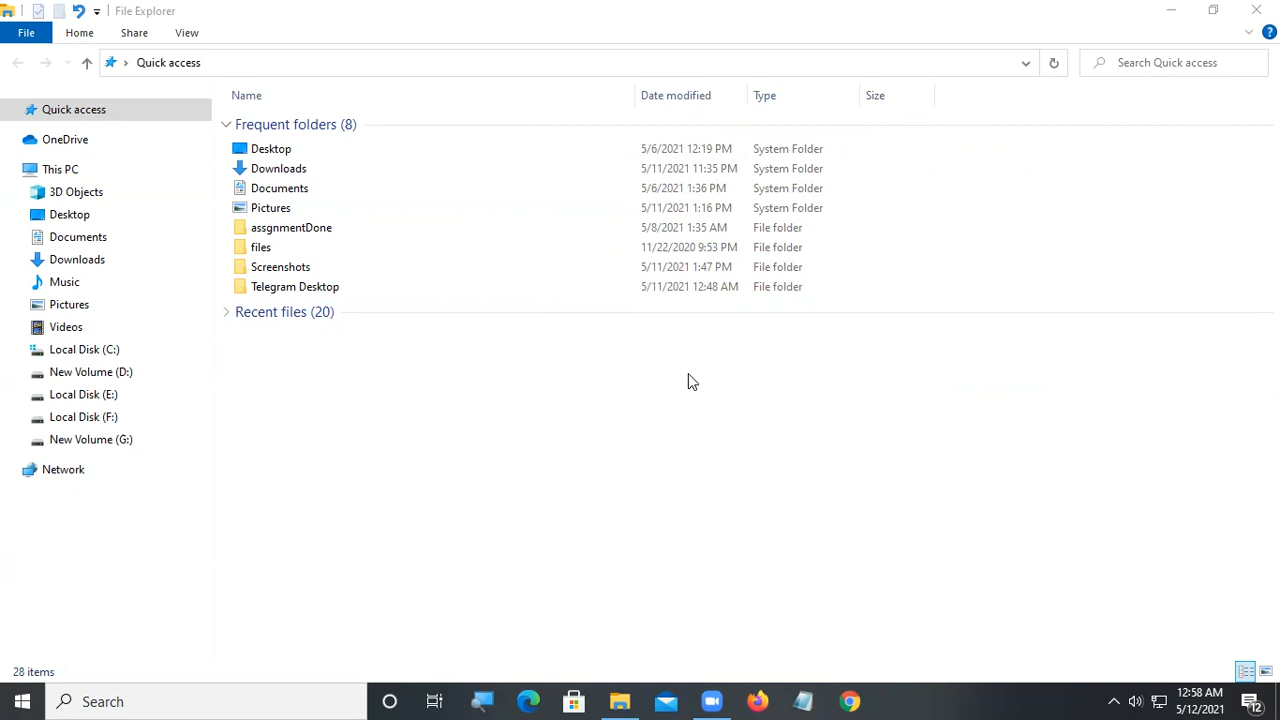 File Explorer
File Home Share View
Quick access Search Quick access
Name Date modified Type Size
Quick access
OneDrive
This PC
3D Objects
Desktop
Documents
Downloads
Music
Pictures
Videos
Local Disk (C:)
New Volume (D:)
Local Disk (E:)
Local Disk (F:)
New Volume (G:)
Network
Frequent folders (8)
Desktop 5/6/2021 12:19 PM System Folder
Downloads 5/11/2021 11:35 PM System Folder
Documents 5/6/2021 1:36 PM System Folder
Pictures 5/11/2021 1:16 PM System Folder
assgnmentDone 5/8/2021 1:35 AM File folder
files 11/22/2020 9:53 PM File folder
Screenshots 5/11/2021 1:47 PM File folder
Telegram Desktop 5/11/2021 12:48 AM File folder
Recent files (20)
28 items
Search
12:58 AM
5/12/2021
12